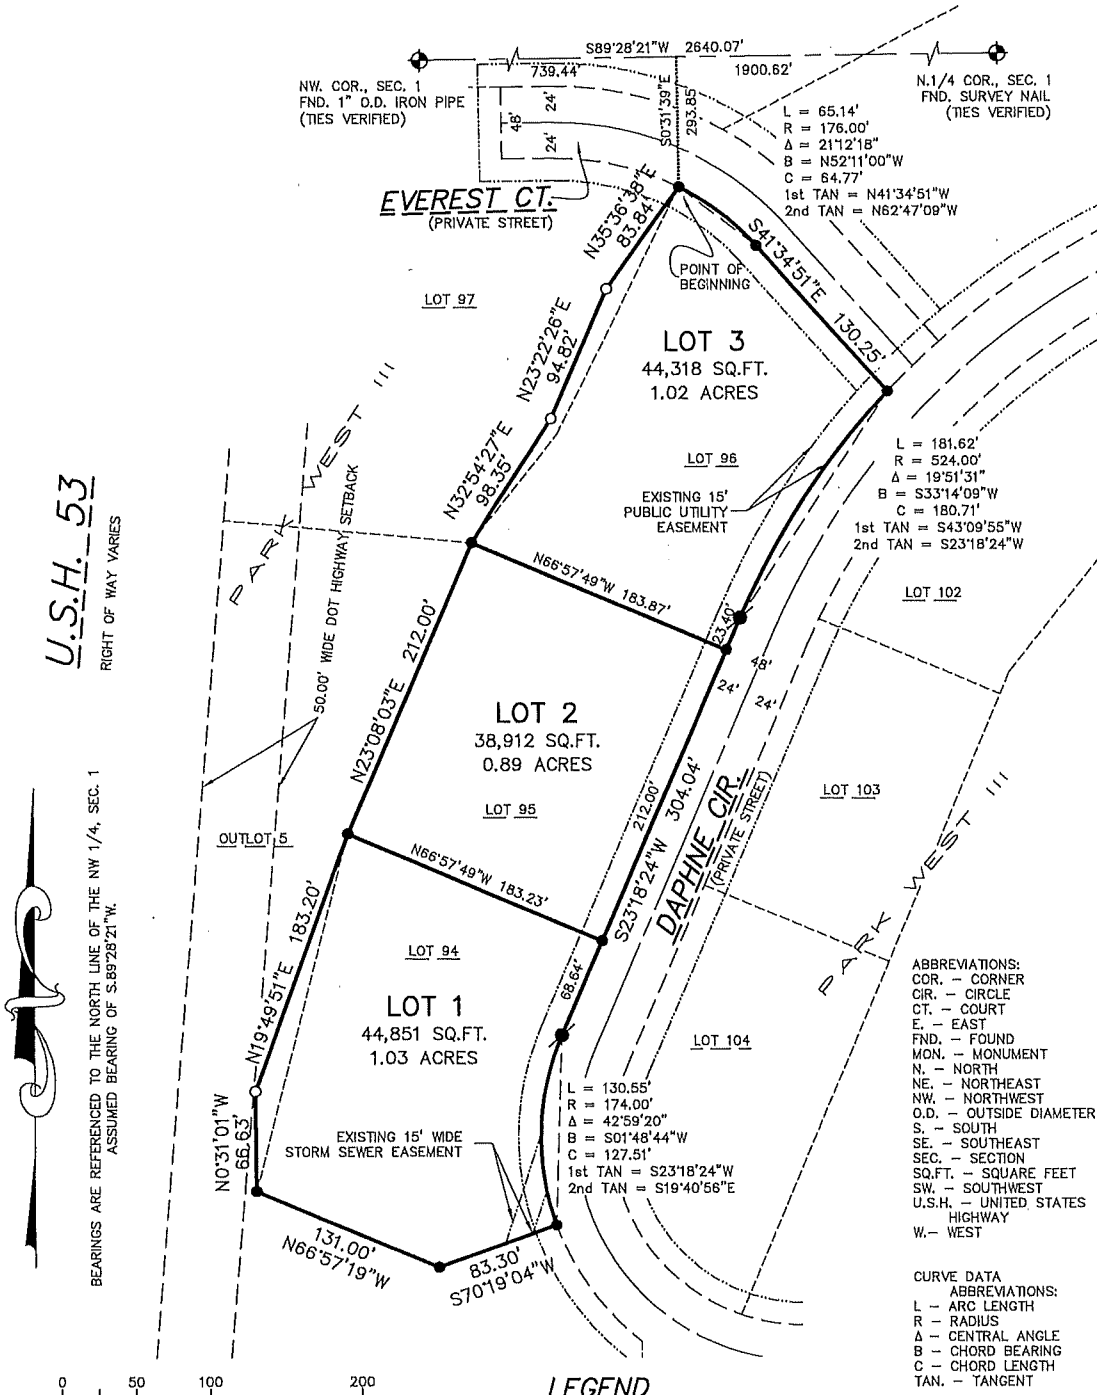 S89°28'21"W 2640.07'
739.44'
1900.62'
NW. COR., SEC. 1
FND. 1" O.D. IRON PIPE
(TIES VERIFIED)
N.1/4 COR., SEC. 1
FND. SURVEY NAIL
(TIES VERIFIED)
S0°31'39"E
293.85'
24'
48'
24'
L = 65.14'
R = 176.00'
Δ = 21°12'18"
B = N52°11'00"W
C = 64.77'
1st TAN = N41°34'51"W
2nd TAN = N62°47'09"W
EVEREST CT.
(PRIVATE STREET)
N35°36'38"E
83.84'
POINT OF
BEGINNING
S41°34'51"E 130.25'
LOT 97
LOT 3
44,318 SQ.FT.
1.02 ACRES
N23°22'26"E
94.82'
PARK WEST III
N32°54'27"E
98.35'
LOT 96
EXISTING 15'
PUBLIC UTILITY
EASEMENT
L = 181.62'
R = 524.00'
Δ = 19°51'31"
B = S33°14'09"W
C = 180.71'
1st TAN = S43°09'55"W
2nd TAN = S23°18'24"W
U.S.H. 53
RIGHT OF WAY VARIES
50.00' WIDE DOT HIGHWAY SETBACK
N66°57'49"W 183.87'
LOT 102
23.40'
48'
24'
24'
N23°08'03"E 212.00'
LOT 2
38,912 SQ.FT.
0.89 ACRES
LOT 95
212.00'
S23°18'24"W 304.04'
DAPHNE CIR.
(PRIVATE STREET)
LOT 103
OUTLOT 5
N66°57'49"W 183.23'
PARK WEST III
BEARINGS ARE REFERENCED TO THE NORTH LINE OF THE NW 1/4, SEC. 1
ASSUMED BEARING OF S.89°28'21"W.
N19°49'51"E 183.20'
LOT 94
LOT 1
44,851 SQ.FT.
1.03 ACRES
68.64'
LOT 104
N0°31'01"W
66.63'
EXISTING 15' WIDE
STORM SEWER EASEMENT
L = 130.55'
R = 174.00'
Δ = 42°59'20"
B = S01°48'44"W
C = 127.51'
1st TAN = S23°18'24"W
2nd TAN = S19°40'56"E
131.00'
N66°57'19"W
83.30'
S70°19'04"W
ABBREVIATIONS:
COR. – CORNER
CIR. – CIRCLE
CT. – COURT
E. – EAST
FND. – FOUND
MON. – MONUMENT
N. – NORTH
NE. – NORTHEAST
NW. – NORTHWEST
O.D. – OUTSIDE DIAMETER
S. – SOUTH
SE. – SOUTHEAST
SEC. – SECTION
SQ.FT. – SQUARE FEET
SW. – SOUTHWEST
U.S.H. – UNITED STATES
HIGHWAY
W.– WEST
CURVE DATA
ABBREVIATIONS:
L – ARC LENGTH
R – RADIUS
Δ – CENTRAL ANGLE
B – CHORD BEARING
C – CHORD LENGTH
TAN. – TANGENT
0 50 100 200
LEGEND